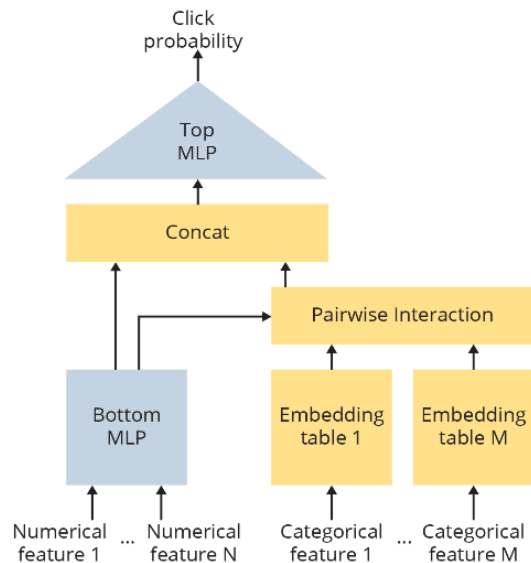 Click
probability
Top
MLP
Concat
Pairwise Interaction
Bottom
MLP
Embedding
table 1
Embedding
table M
Numerical
feature 1
...
Numerical
feature N
Categorical
feature 1
...
Categorical
feature M